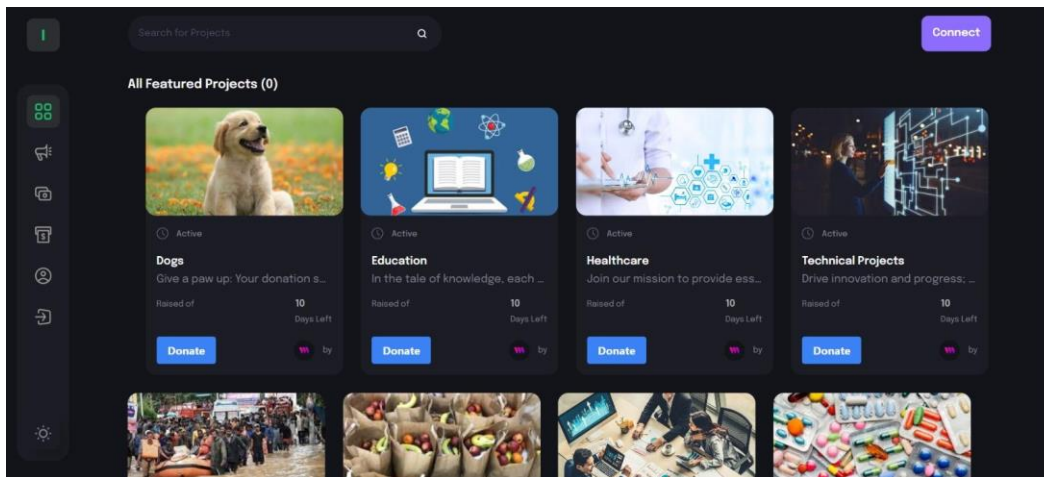 I
Search for Projects
Connect
All Featured Projects (0)
Active
Dogs
Give a paw up: Your donation s...
Raised of
10
Days Left
Donate
by
Active
Education
In the tale of knowledge, each ...
Raised of
10
Days Left
Donate
by
Active
Healthcare
Join our mission to provide ess...
Raised of
10
Days Left
Donate
by
Active
Technical Projects
Drive innovation and progress; ...
Raised of
10
Days Left
Donate
by